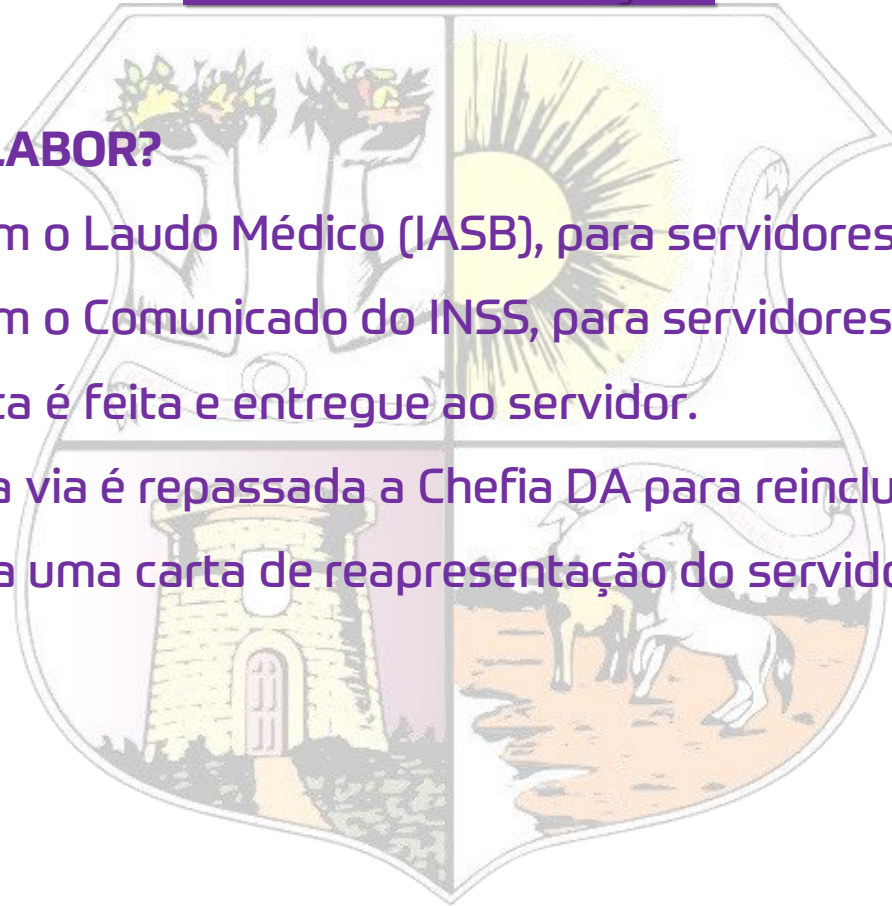 LABOR?
m o Laudo Médico (IASB), para servidores
m o Comunicado do INSS, para servidores
ta é feita e entregue ao servidor.
a via é repassada a Chefia DA para reinclu
a uma carta de reapresentação do servido